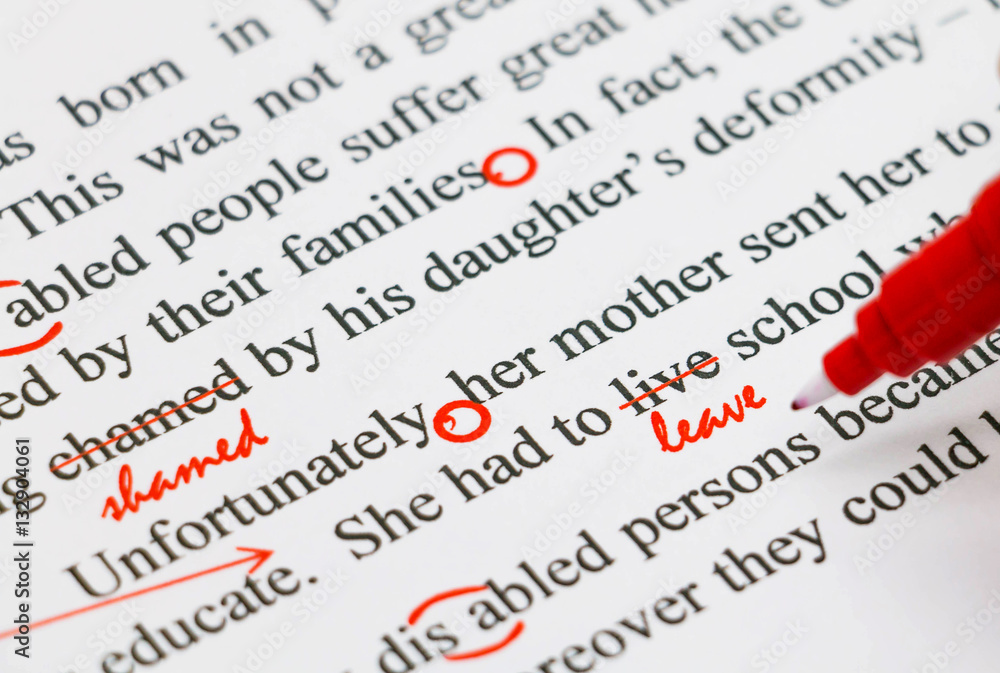 born in
This was not a great
abled people suffer great
ed by their families In fact, the
chamed by his daughter's deformity –
shamed
Unfortunately her mother sent her to
educate. She had to live school
leave
dis abled persons became
reover they could
Adobe Stock | #132904061